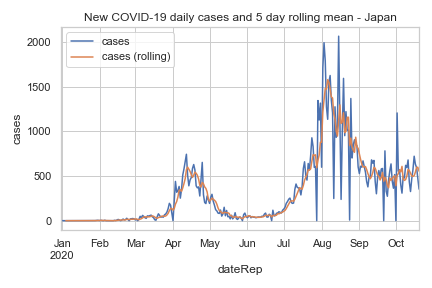 New COVID-19 daily cases and 5 day rolling mean - Japan
cases
cases (rolling)
cases
2000
1500
1000
500
0
Jan Feb Mar Apr May Jun Jul Aug Sep Oct
2020
dateRep